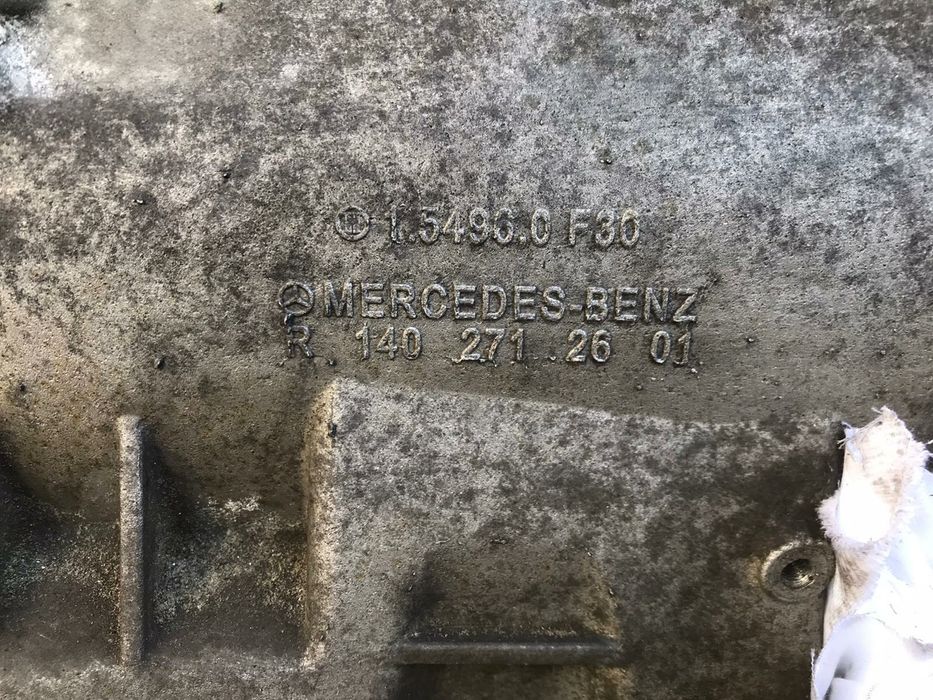 1.5496.0 F30
MERCEDES-BENZ
R 140 271 26 01